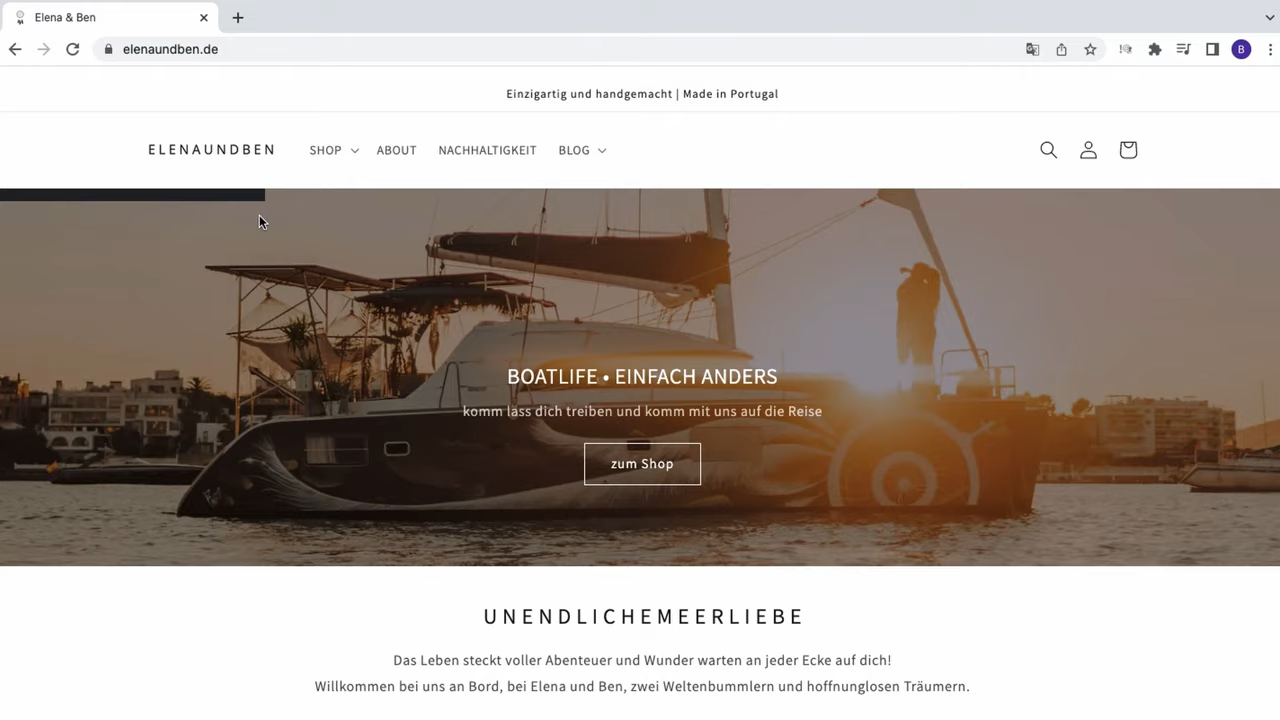 Elena & Ben
elenaundben.de
B
Einzigartig und handgemacht | Made in Portugal
ELENAUNDBEN SHOP ABOUT NACHHALTIGKEIT BLOG
BOATLIFE • EINFACH ANDERS
komm lass dich treiben und komm mit uns auf die Reise
zum Shop
UNENDLICHEMEERLIEBE
Das Leben steckt voller Abenteuer und Wunder warten an jeder Ecke auf dich!
Willkommen bei uns an Bord, bei Elena und Ben, zwei Weltenbummlern und hoffnunglosen Träumern.